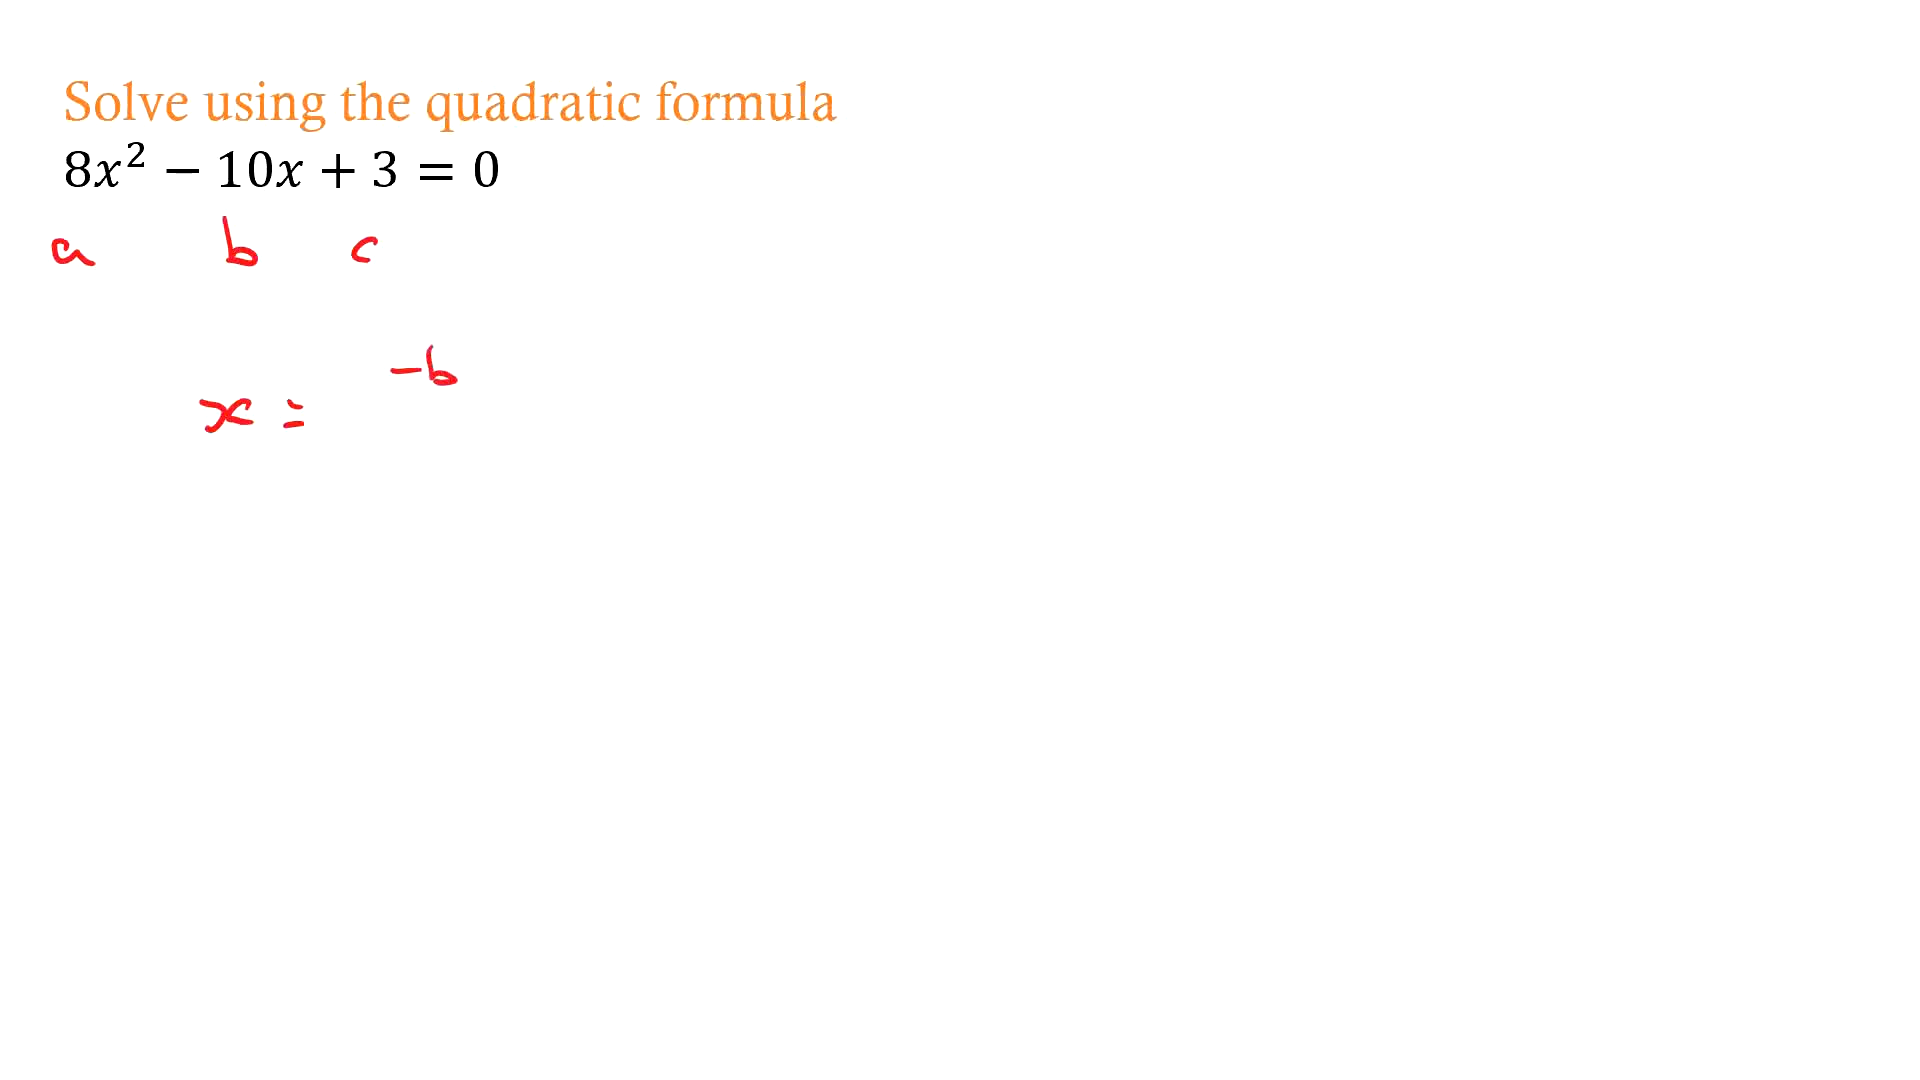 Solve using the quadratic formula
8x² − 10x + 3 = 0
a b c
x = -b